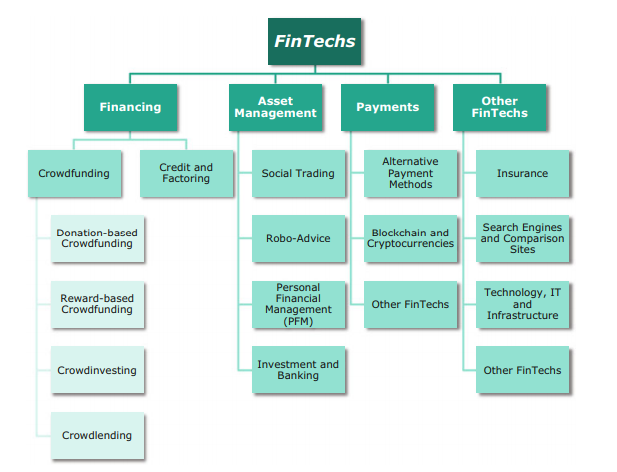 FinTechs
Financing
Asset
Management
Payments
Other
FinTechs
Crowdfunding
Credit and
Factoring
Social Trading
Alternative
Payment
Methods
Insurance
Donation-based
Crowdfunding
Robo-Advice
Blockchain and
Cryptocurrencies
Search Engines
and Comparison
Sites
Reward-based
Crowdfunding
Personal
Financial
Management
(PFM)
Other FinTechs
Technology, IT
and
Infrastructure
Crowdinvesting
Investment and
Banking
Other FinTechs
Crowdlending